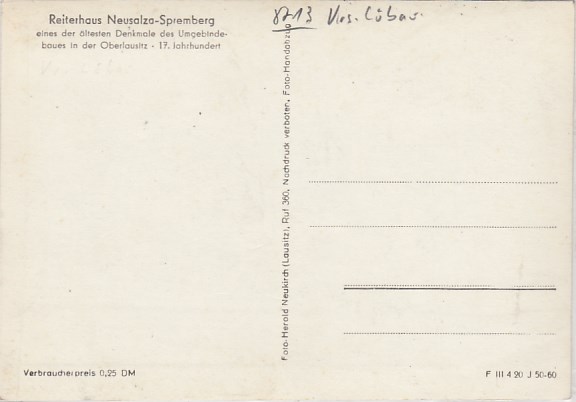 Reiterhaus Neusalza-Spremberg
eines der ältesten Denkmale des Umgebinde-
baues in der Oberlausitz · 17. Jahrhundert
8713 Krs. Löbau.
Foto-Herold Neukirch (Lausitz), Ruf 360, Nachdruck verboten, Foto-Handabzug
Verbraucherpreis 0,25 DM
F III 4 20 J 50-60